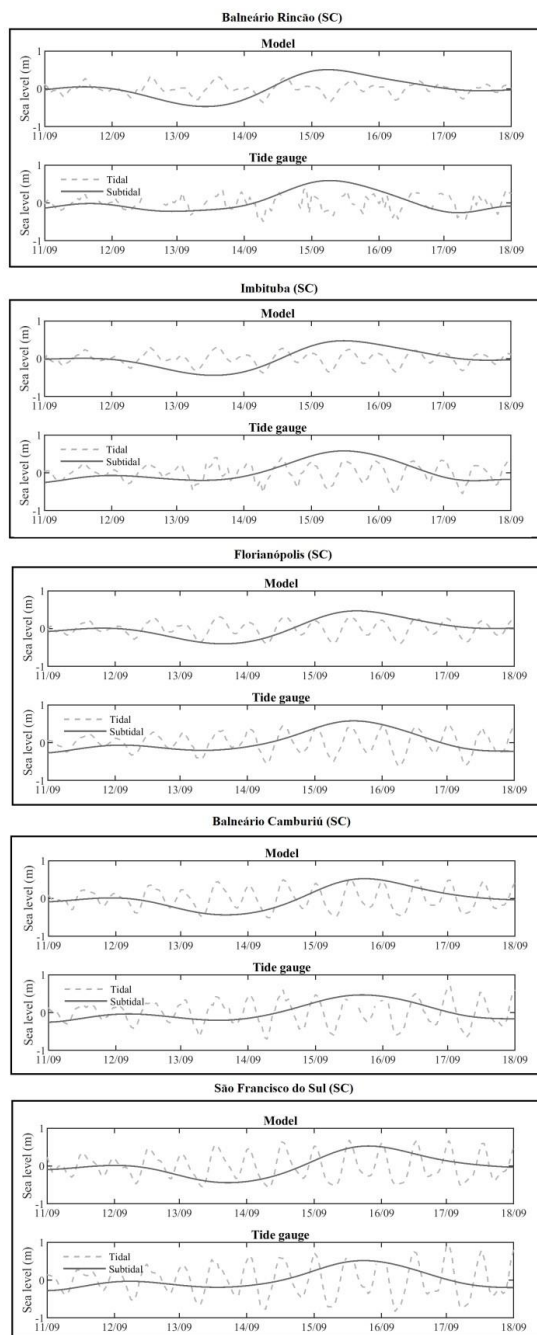 Balneário Rincão (SC)
Model
Sea level (m)
1
0
-1
11/09 12/09 13/09 14/09 15/09 16/09 17/09 18/09
Tide gauge
Sea level (m)
1
0
-1
Tidal
Subtidal
11/09 12/09 13/09 14/09 15/09 16/09 17/09 18/09
Imbituba (SC)
Model
Sea level (m)
1
0
-1
11/09 12/09 13/09 14/09 15/09 16/09 17/09 18/09
Tide gauge
Sea level (m)
1
0
-1
Tidal
Subtidal
11/09 12/09 13/09 14/09 15/09 16/09 17/09 18/09
Florianópolis (SC)
Model
Sea level (m)
1
0
-1
11/09 12/09 13/09 14/09 15/09 16/09 17/09 18/09
Tide gauge
Sea level (m)
1
0
-1
Tidal
Subtidal
11/09 12/09 13/09 14/09 15/09 16/09 17/09 18/09
Balneário Camburiú (SC)
Model
Sea level (m)
1
0
-1
11/09 12/09 13/09 14/09 15/09 16/09 17/09 18/09
Tide gauge
Sea level (m)
1
0
-1
Tidal
Subtidal
11/09 12/09 13/09 14/09 15/09 16/09 17/09 18/09
São Francisco do Sul (SC)
Model
Sea level (m)
1
0
-1
11/09 12/09 13/09 14/09 15/09 16/09 17/09 18/09
Tide gauge
Sea level (m)
1
0
-1
Tidal
Subtidal
11/09 12/09 13/09 14/09 15/09 16/09 17/09 18/09